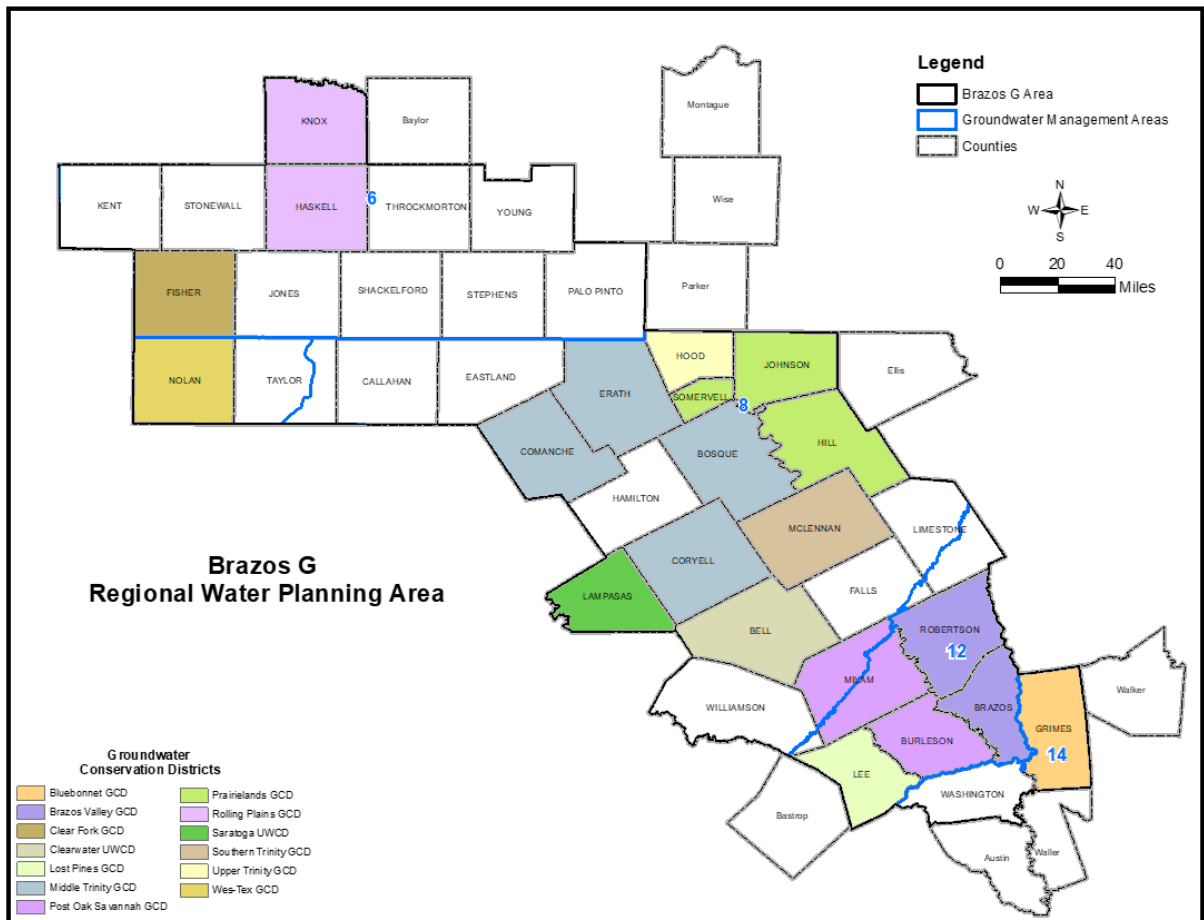 Legend
Brazos G Area
Groundwater Management Areas
Counties
N
W E
S
0 20 40
Miles
Montague
KNOX
Baylor
Wise
KENT
STONEWALL
HASKELL
6
THROCKMORTON
YOUNG
FISHER
JONES
SHACKELFORD
STEPHENS
PALO PINTO
Parker
NOLAN
TAYLOR
CALLAHAN
EASTLAND
ERATH
HOOD
JOHNSON
Ellis
SOMERVELL
8
COMANCHE
BOSQUE
HILL
HAMILTON
MCLENNAN
LIMESTONE
Brazos G
Regional Water Planning Area
CORYELL
LAMPASAS
FALLS
BELL
ROBERTSON
12
MILAM
WILLIAMSON
BRAZOS
Walker
GRIMES
14
BURLESON
LEE
WASHINGTON
Bastrop
Austin
Waller
Groundwater
Conservation Districts
Bluebonnet GCD
Brazos Valley GCD
Clear Fork GCD
Clearwater UWCD
Lost Pines GCD
Middle Trinity GCD
Post Oak Savannah GCD
Prairielands GCD
Rolling Plains GCD
Saratoga UWCD
Southern Trinity GCD
Upper Trinity GCD
Wes-Tex GCD